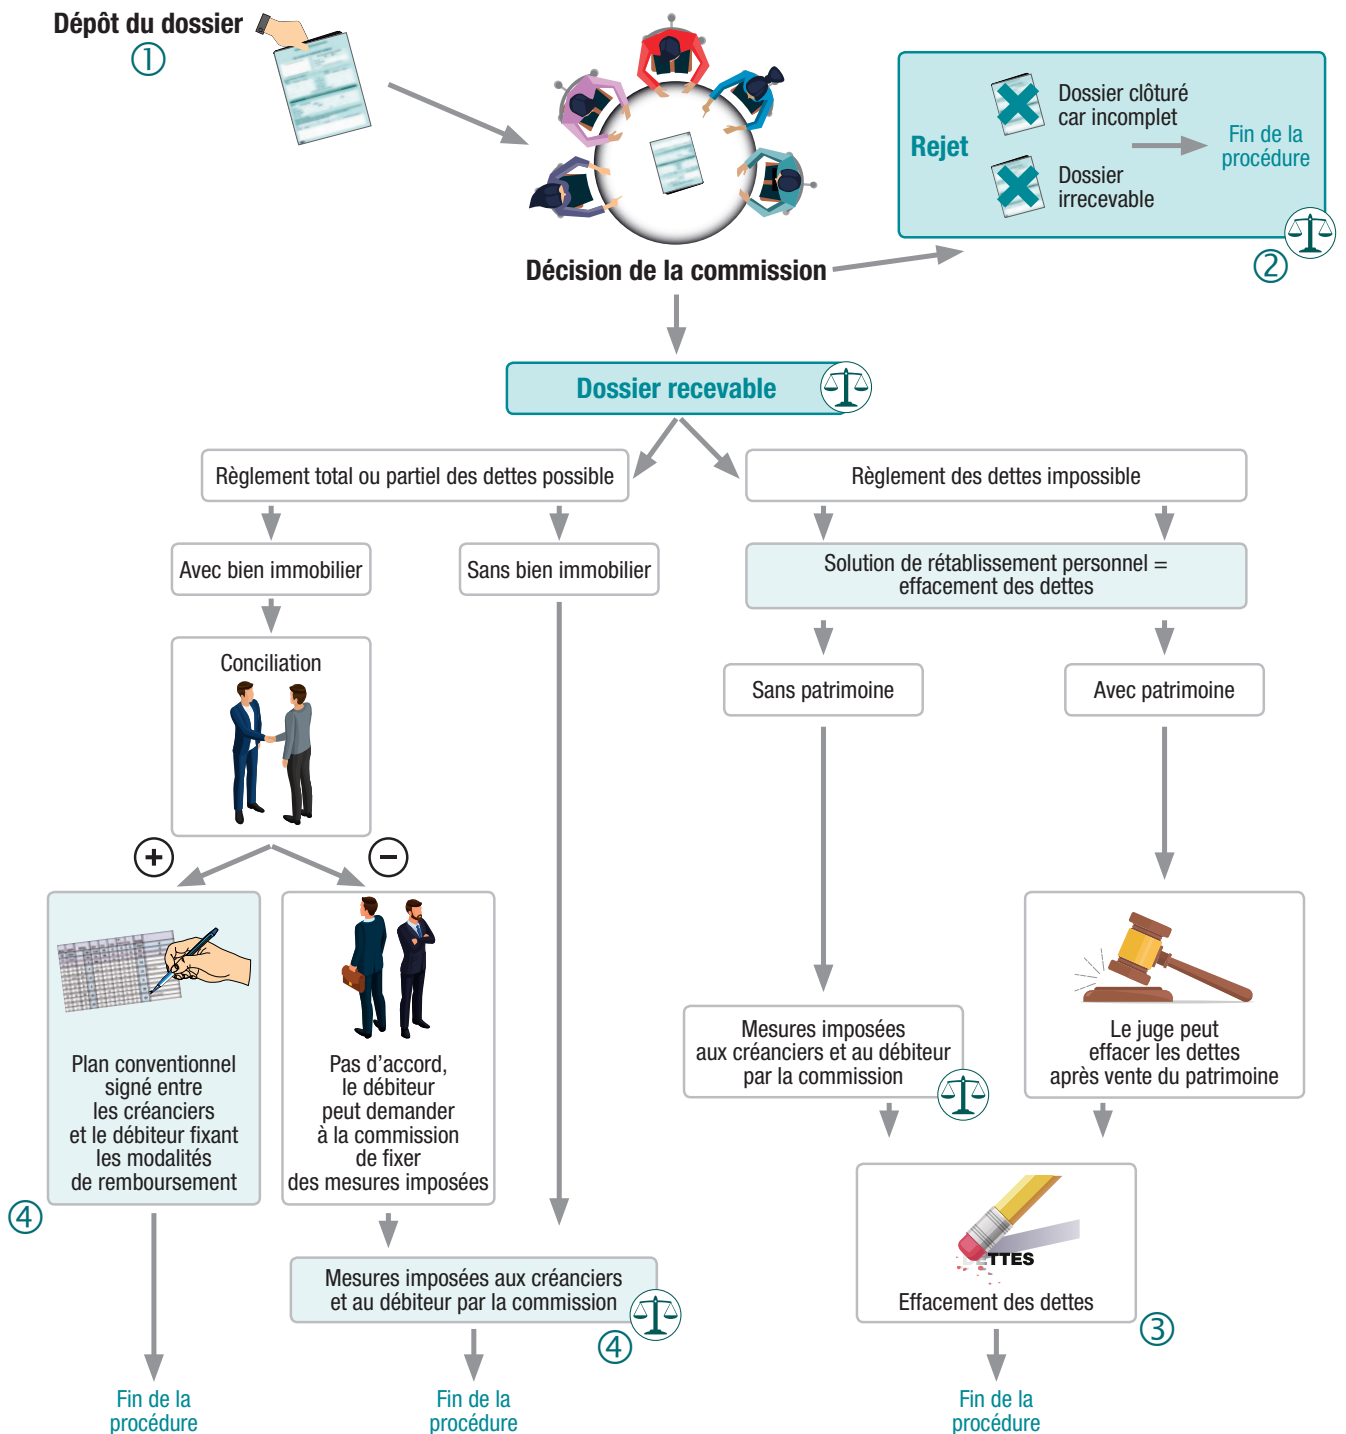 Dépôt du dossier
①
Rejet
Dossier clôturé
car incomplet
Dossier
irrecevable
Fin de la
procédure
②
Décision de la commission
Dossier recevable
Règlement total ou partiel des dettes possible
Règlement des dettes impossible
Avec bien immobilier
Sans bien immobilier
Solution de rétablissement personnel =
effacement des dettes
Conciliation
Sans patrimoine
Avec patrimoine
+
−
Plan conventionnel
signé entre
les créanciers
et le débiteur fixant
les modalités
de remboursement
④
Pas d’accord,
le débiteur
peut demander
à la commission
de fixer
des mesures imposées
Mesures imposées
aux créanciers et au débiteur
par la commission
Le juge peut
effacer les dettes
après vente du patrimoine
Mesures imposées aux créanciers
et au débiteur par la commission
④
DETTES
Effacement des dettes
③
Fin de la
procédure
Fin de la
procédure
Fin de la
procédure